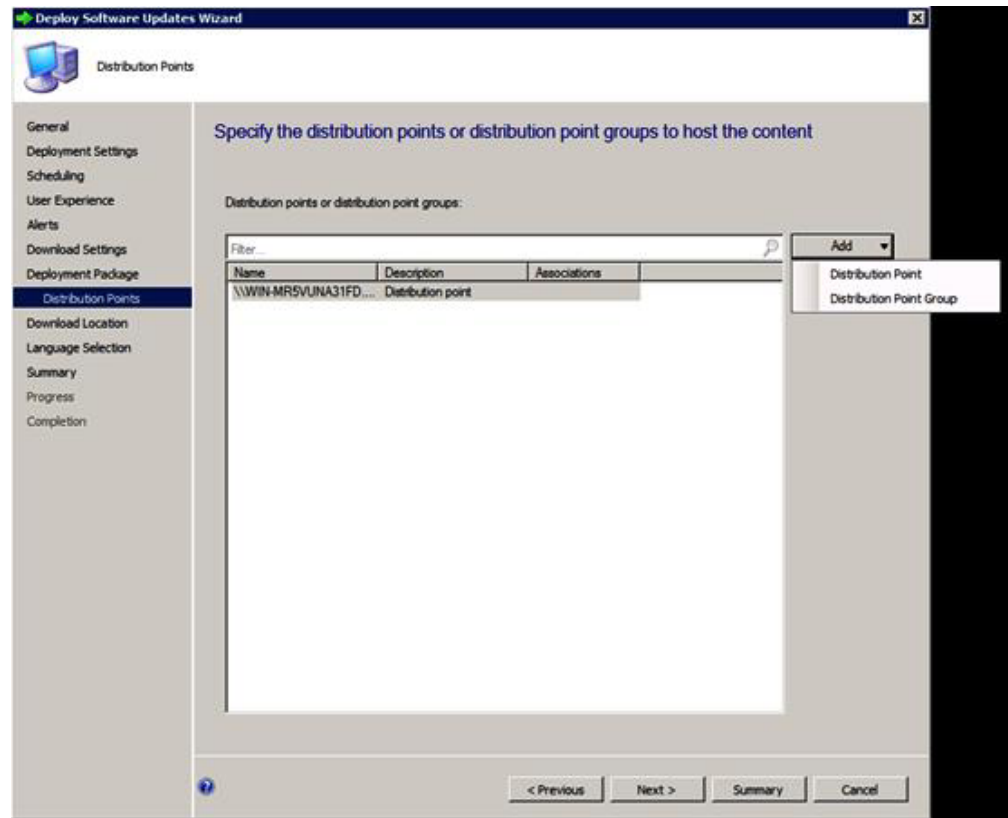 Deploy Software Updates Wizard
Distribution Points
General
Deployment Settings
Scheduling
User Experience
Alerts
Download Settings
Deployment Package
Distribution Points
Download Location
Language Selection
Summary
Progress
Completion
Specify the distribution points or distribution point groups to host the content
Distribution points or distribution point groups:
Filter...
Add
Distribution Point
Distribution Point Group
Name Description Associations
\\WIN-MR5VUNA31FD.... Distribution point
< Previous Next > Summary Cancel